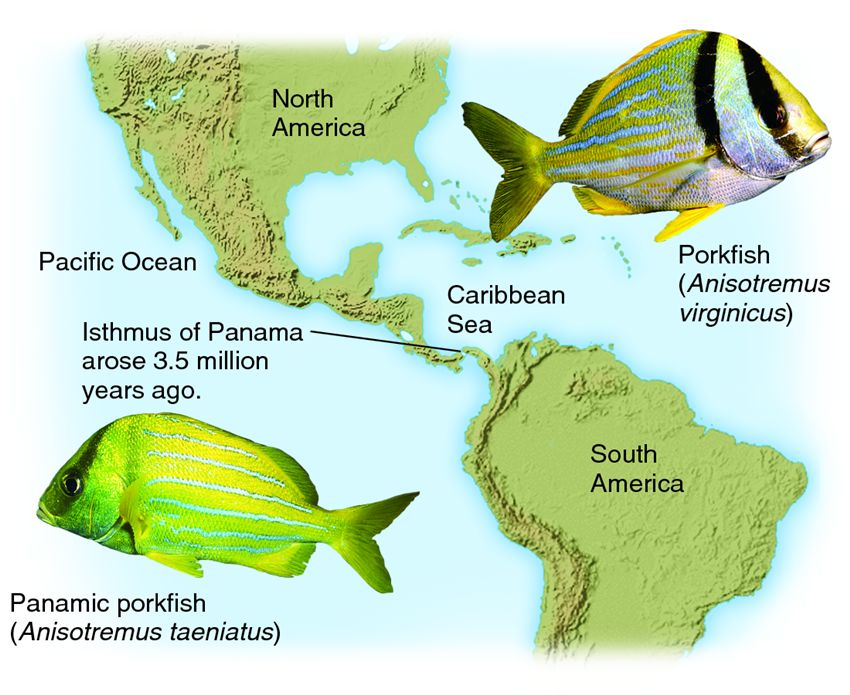 North
America
Pacific Ocean
Porkfish
(Anisotremus
virginicus)
Caribbean
Sea
Isthmus of Panama
arose 3.5 million
years ago.
South
America
Panamic porkfish
(Anisotremus taeniatus)